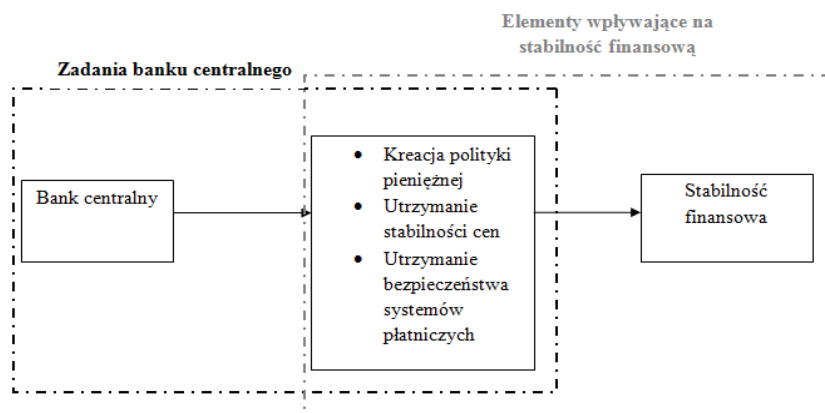 Elementy wpływające na
stabilność finansową
Zadania banku centralnego
Bank centralny
• Kreacja polityki
pieniężnej
• Utrzymanie
stabilności cen
• Utrzymanie
bezpieczeństwa
systemów
płatniczych
Stabilność
finansowa